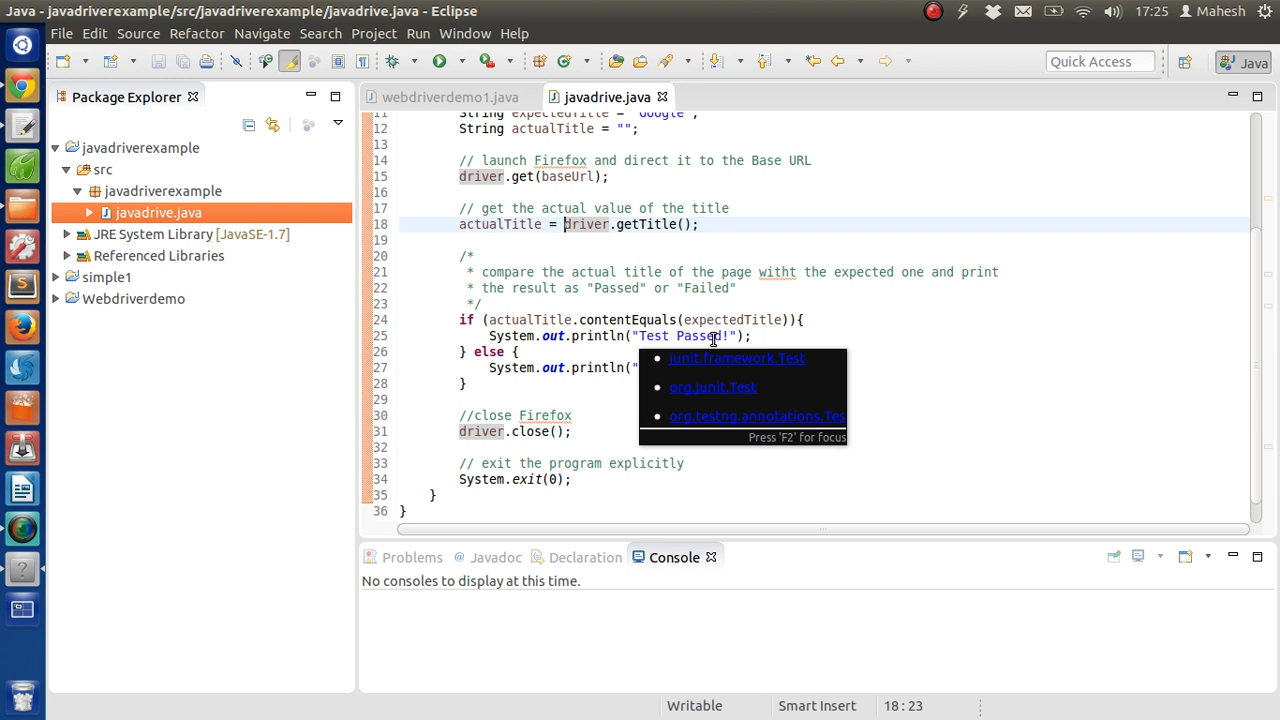 Java - javadriverexample/src/javadriverexample/javadrive.java - Eclipse
17:25
Mahesh
File Edit Source Refactor Navigate Search Project Run Window Help
Quick Access
Java
Package Explorer
webdriverdemo1.java
javadrive.java
javadriverexample
src
javadriverexample
javadrive.java
JRE System Library [JavaSE-1.7]
Referenced Libraries
simple1
Webdriverdemo
11 String expectedTitle = "Google";
12 String actualTitle = "";
13
14 // launch Firefox and direct it to the Base URL
15 driver.get(baseUrl);
16
17 // get the actual value of the title
18 actualTitle = driver.getTitle();
19
20 /*
21 * compare the actual title of the page witht the expected one and print
22 * the result as "Passed" or "Failed"
23 */
24 if (actualTitle.contentEquals(expectedTitle)){
25 System.out.println("Test Passed!");
26 } else {
27 System.out.println("
28 }
29
30 //close Firefox
31 driver.close();
32
33 // exit the program explicitly
34 System.exit(0);
35 }
36 }
junit.framework.Test
org.junit.Test
org.testng.annotations.Tes
Press 'F2' for focus
Problems
@ Javadoc
Declaration
Console
No consoles to display at this time.
Writable
Smart Insert
18 : 23